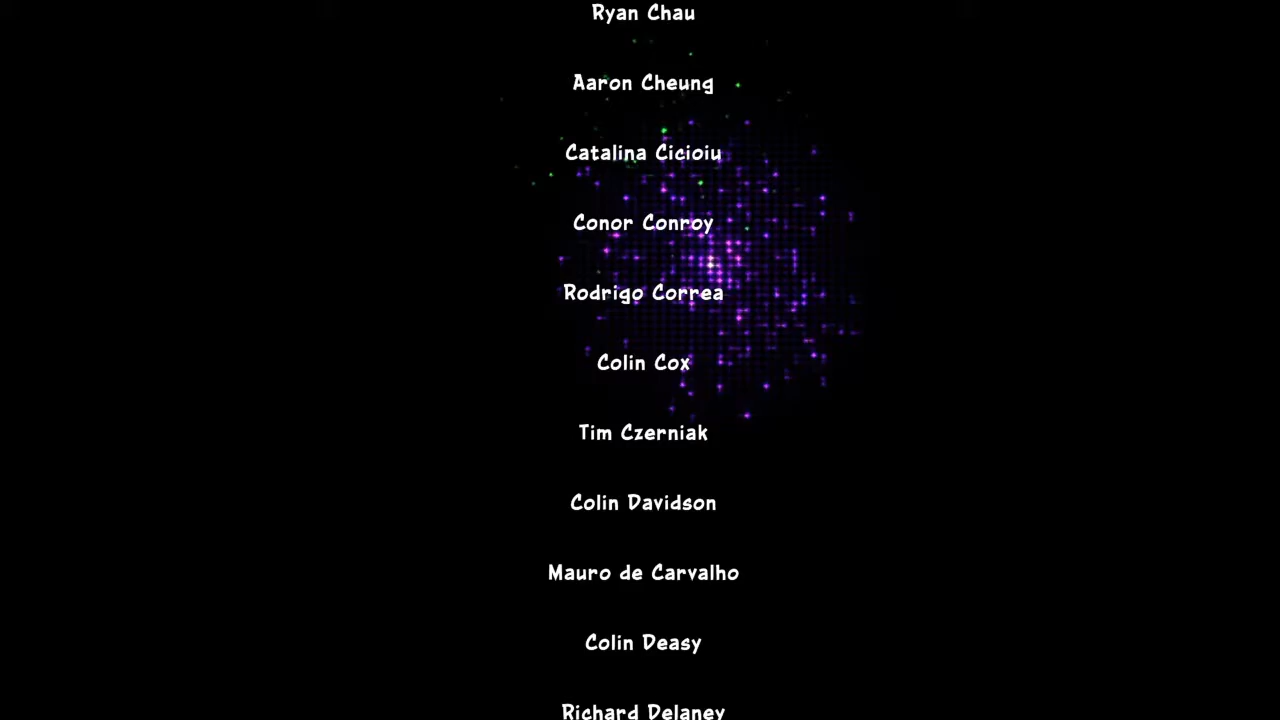 Ryan Chau
Aaron Cheung
Catalina Cicioiu
Conor Conroy
Rodrigo Correa
Colin Cox
Tim Czerniak
Colin Davidson
Mauro de Carvalho
Colin Deasy
Richard Delaney